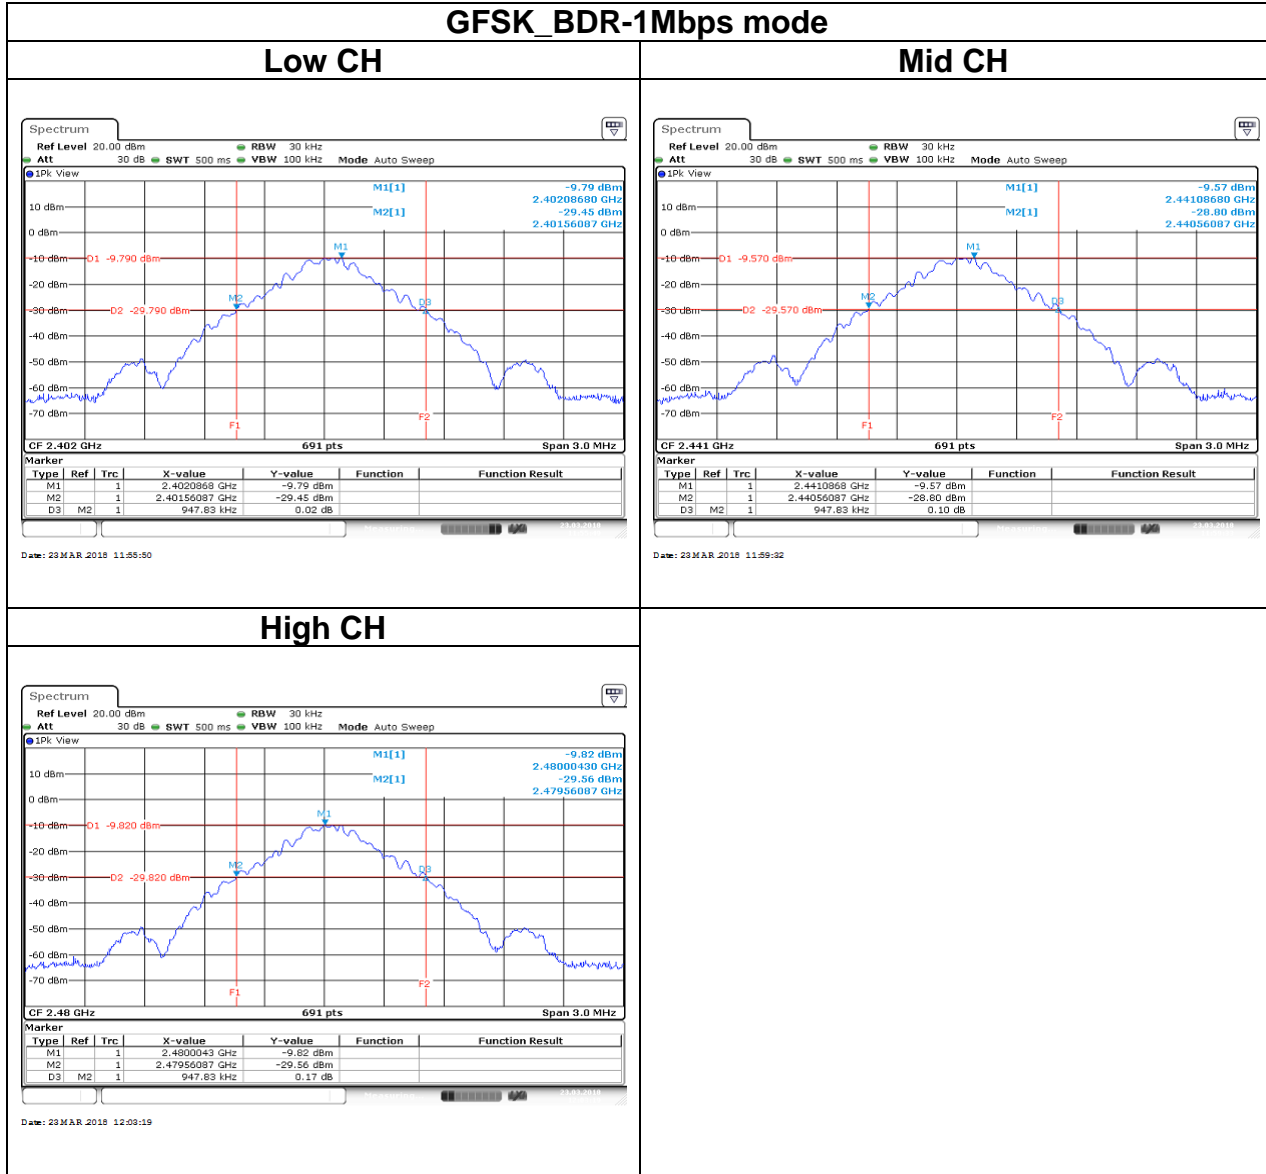 GFSK_BDR-1Mbps mode
Low CH
Mid CH
Spectrum
Ref Level 20.00 dBm RBW 30 kHz
Att 30 dB SWT 500 ms VBW 100 kHz Mode Auto Sweep
1Pk View
M1[1] -9.79 dBm
2.40208680 GHz
M2[1] -29.45 dBm
2.40156087 GHz
10 dBm
0 dBm
M1
-10 dBm D1 -9.790 dBm
-20 dBm
M2 D3
-30 dBm D2 -29.790 dBm
-40 dBm
-50 dBm
-60 dBm
-70 dBm
F1 F2
CF 2.402 GHz 691 pts Span 3.0 MHz
Marker
Type Ref Trc X-value Y-value Function Function Result
M1 1 2.4020868 GHz -9.79 dBm
M2 1 2.40156087 GHz -29.45 dBm
D3 M2 1 947.83 kHz 0.02 dB
23.03.2018
Date: 23 MAR 2018 11:55:50
Spectrum
Ref Level 20.00 dBm RBW 30 kHz
Att 30 dB SWT 500 ms VBW 100 kHz Mode Auto Sweep
1Pk View
M1[1] -9.57 dBm
2.44108680 GHz
M2[1] -28.80 dBm
2.44056087 GHz
10 dBm
0 dBm
M1
-10 dBm D1 -9.570 dBm
-20 dBm
M2 D3
-30 dBm D2 -29.570 dBm
-40 dBm
-50 dBm
-60 dBm
-70 dBm
F1 F2
CF 2.441 GHz 691 pts Span 3.0 MHz
Marker
Type Ref Trc X-value Y-value Function Function Result
M1 1 2.4410868 GHz -9.57 dBm
M2 1 2.44056087 GHz -28.80 dBm
D3 M2 1 947.83 kHz 0.10 dB
23.03.2018
Date: 23 MAR 2018 11:59:32
High CH
Spectrum
Ref Level 20.00 dBm RBW 30 kHz
Att 30 dB SWT 500 ms VBW 100 kHz Mode Auto Sweep
1Pk View
M1[1] -9.82 dBm
2.48000430 GHz
M2[1] -29.56 dBm
2.47956087 GHz
10 dBm
0 dBm
M1
-10 dBm D1 -9.820 dBm
-20 dBm
M2 D3
-30 dBm D2 -29.820 dBm
-40 dBm
-50 dBm
-60 dBm
-70 dBm
F1 F2
CF 2.48 GHz 691 pts Span 3.0 MHz
Marker
Type Ref Trc X-value Y-value Function Function Result
M1 1 2.4800043 GHz -9.82 dBm
M2 1 2.47956087 GHz -29.56 dBm
D3 M2 1 947.83 kHz 0.17 dB
23.03.2018
Date: 23 MAR 2018 12:03:19